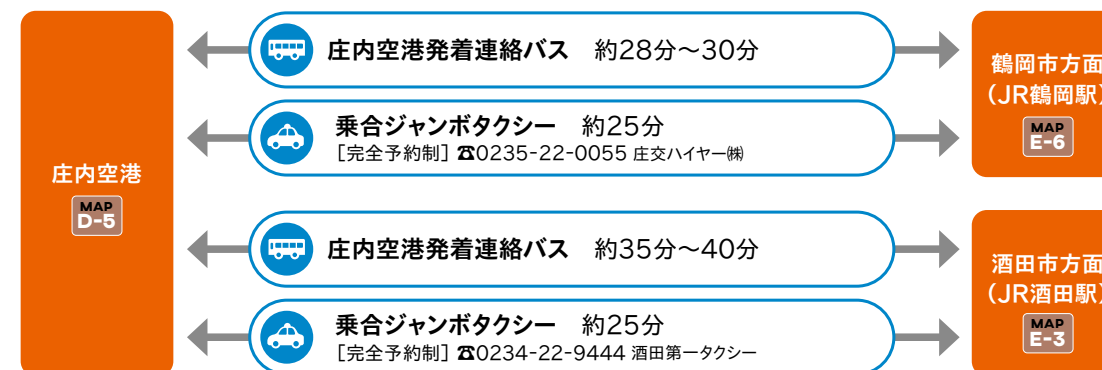 庄内空港
MAP
D-5
庄内空港発着連絡バス 約28分〜30分
乗合ジャンボタクシー 約25分
[完全予約制] ☎0235-22-0055 庄交ハイヤー㈱
鶴岡市方面
(JR鶴岡駅)
MAP
E-6
庄内空港発着連絡バス 約35分〜40分
乗合ジャンボタクシー 約25分
[完全予約制] ☎0234-22-9444 酒田第一タクシー
酒田市方面
(JR酒田駅)
MAP
E-3